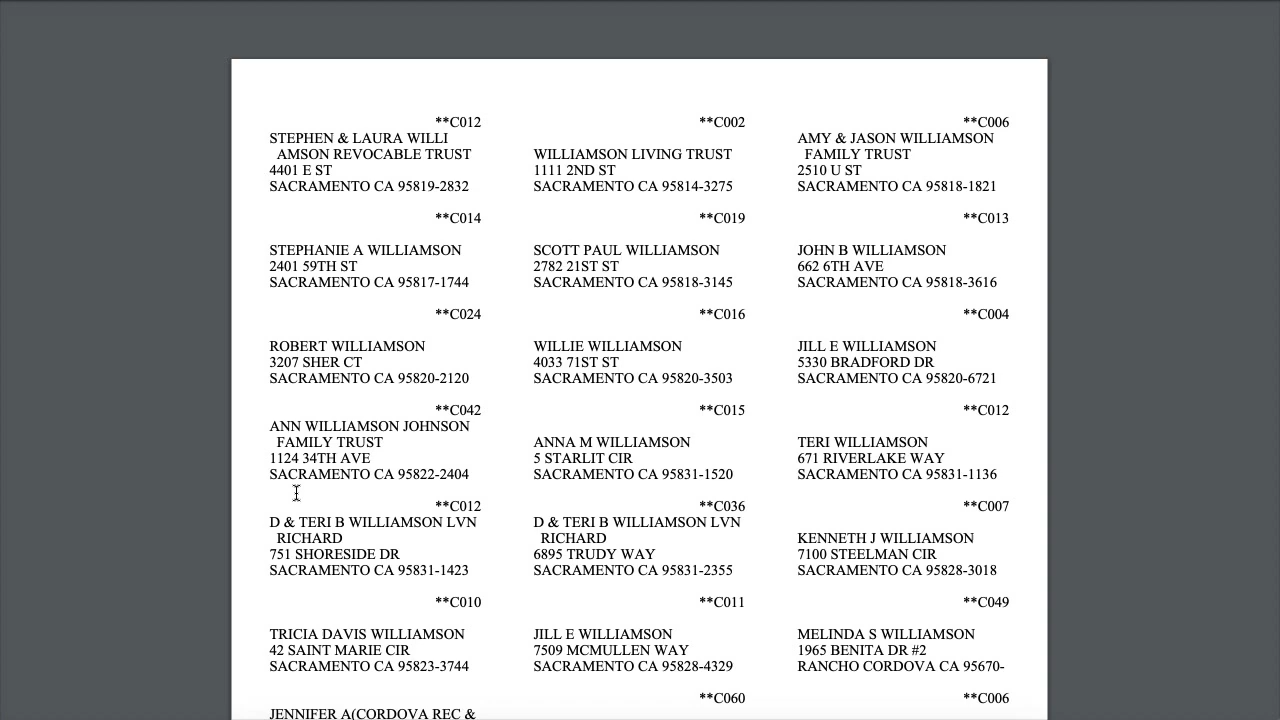 **C012
STEPHEN & LAURA WILLI
AMSON REVOCABLE TRUST
4401 E ST
SACRAMENTO CA 95819-2832
**C002
WILLIAMSON LIVING TRUST
1111 2ND ST
SACRAMENTO CA 95814-3275
**C006
AMY & JASON WILLIAMSON
FAMILY TRUST
2510 U ST
SACRAMENTO CA 95818-1821
**C014
STEPHANIE A WILLIAMSON
2401 59TH ST
SACRAMENTO CA 95817-1744
**C019
SCOTT PAUL WILLIAMSON
2782 21ST ST
SACRAMENTO CA 95818-3145
**C013
JOHN B WILLIAMSON
662 6TH AVE
SACRAMENTO CA 95818-3616
**C024
ROBERT WILLIAMSON
3207 SHER CT
SACRAMENTO CA 95820-2120
**C016
WILLIE WILLIAMSON
4033 71ST ST
SACRAMENTO CA 95820-3503
**C004
JILL E WILLIAMSON
5330 BRADFORD DR
SACRAMENTO CA 95820-6721
**C042
ANN WILLIAMSON JOHNSON
FAMILY TRUST
1124 34TH AVE
SACRAMENTO CA 95822-2404
**C015
ANNA M WILLIAMSON
5 STARLIT CIR
SACRAMENTO CA 95831-1520
**C012
TERI WILLIAMSON
671 RIVERLAKE WAY
SACRAMENTO CA 95831-1136
**C012
D & TERI B WILLIAMSON LVN
RICHARD
751 SHORESIDE DR
SACRAMENTO CA 95831-1423
**C036
D & TERI B WILLIAMSON LVN
RICHARD
6895 TRUDY WAY
SACRAMENTO CA 95831-2355
**C007
KENNETH J WILLIAMSON
7100 STEELMAN CIR
SACRAMENTO CA 95828-3018
**C010
TRICIA DAVIS WILLIAMSON
42 SAINT MARIE CIR
SACRAMENTO CA 95823-3744
**C011
JILL E WILLIAMSON
7509 MCMULLEN WAY
SACRAMENTO CA 95828-4329
**C049
MELINDA S WILLIAMSON
1965 BENITA DR #2
RANCHO CORDOVA CA 95670-
JENNIFER A(CORDOVA REC &
**C060
**C006